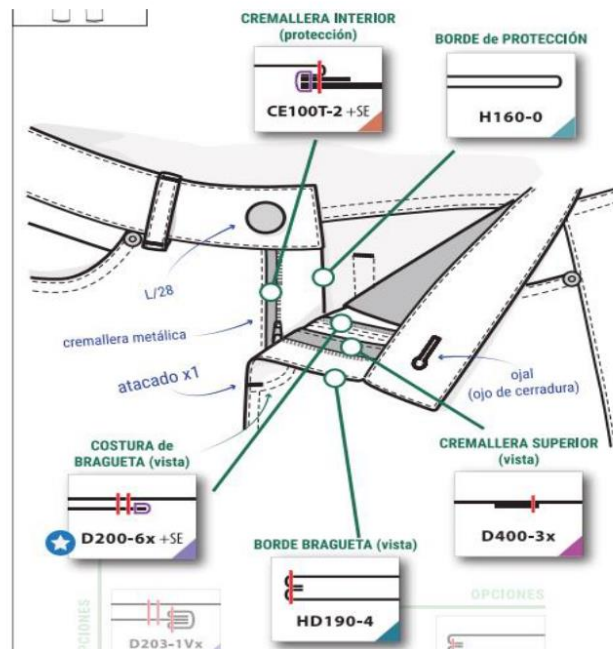 CREMALLERA INTERIOR
(protección)
CE100T-2 +SE
BORDE de PROTECCIÓN
H160-0
L/28
cremallera metálica
atacado x1
ojal
(ojo de cerradura)
COSTURA de
BRAGUETA (vista)
D200-6x +SE
BORDE BRAGUETA (vista)
HD190-4
CREMALLERA SUPERIOR
(vista)
D400-3x
OPCIONES
D203-1Vx
OPCIONES